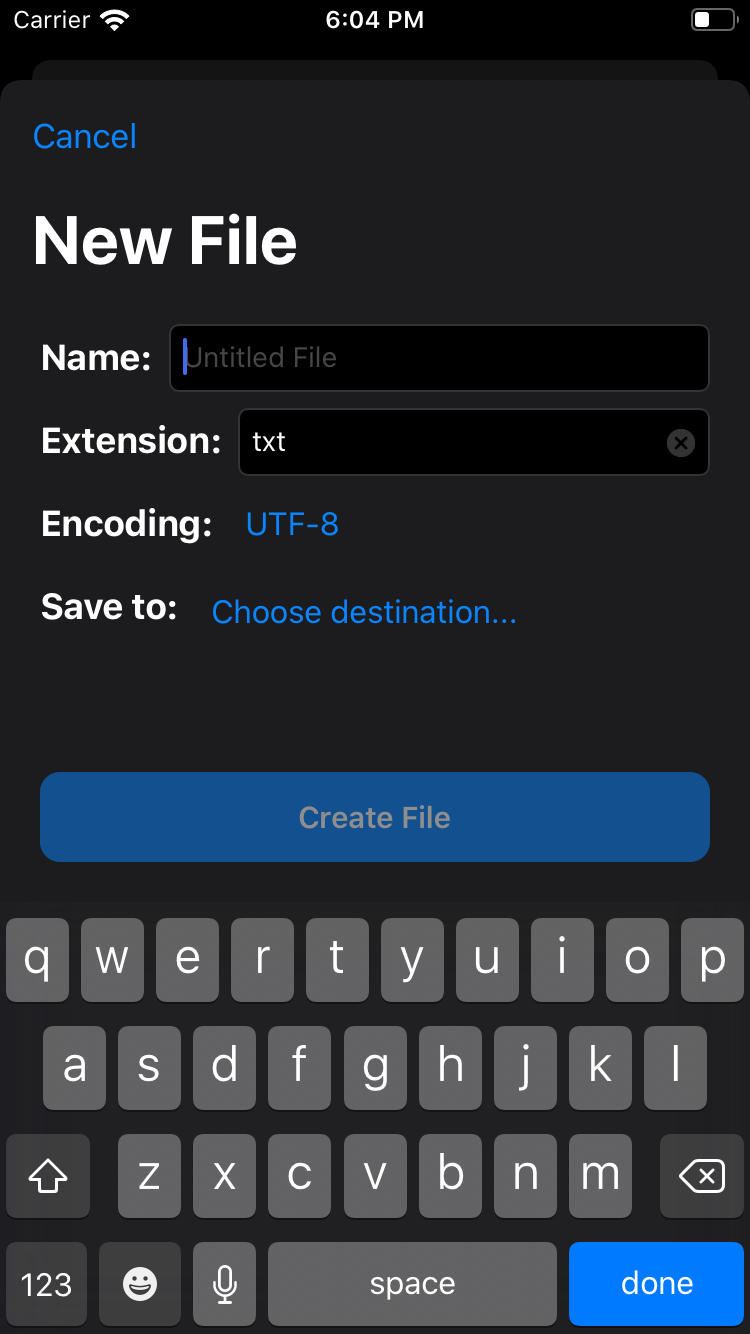 Carrier 6:04 PM
Cancel
New File
Name: Untitled File
Extension: txt
Encoding: UTF-8
Save to: Choose destination...
Create File
q w e r t y u i o p
a s d f g h j k l
z x c v b n m
123 space done